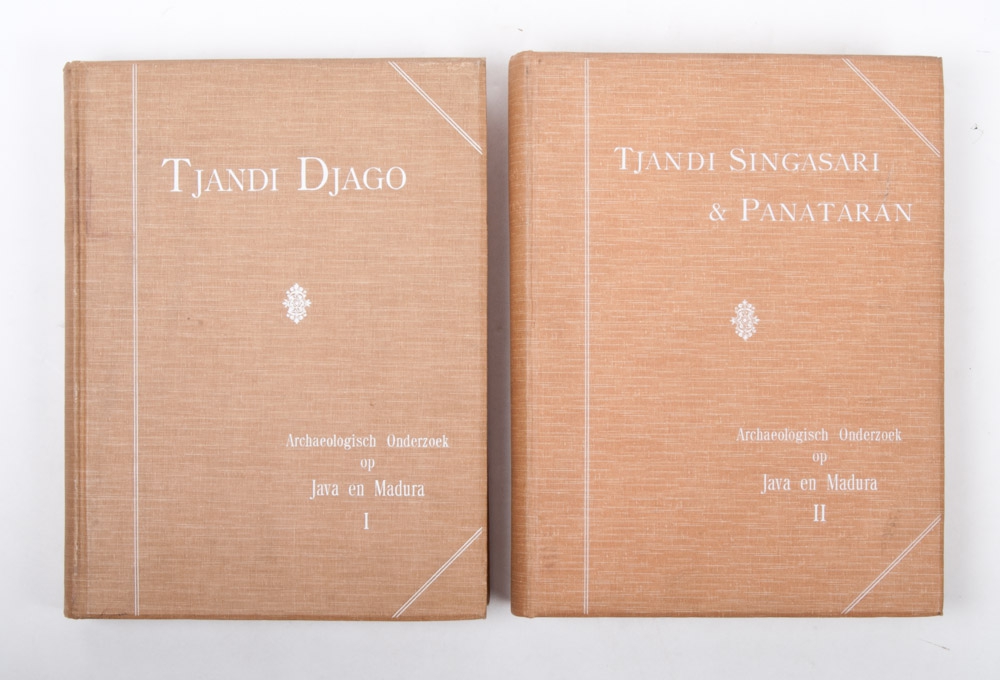 Tjandi Djago
Archaeologisch Onderzoek
op
Java en Madura
I
Tjandi Singasari
& Panataran
Archaeologisch Onderzoek
op
Java en Madura
II